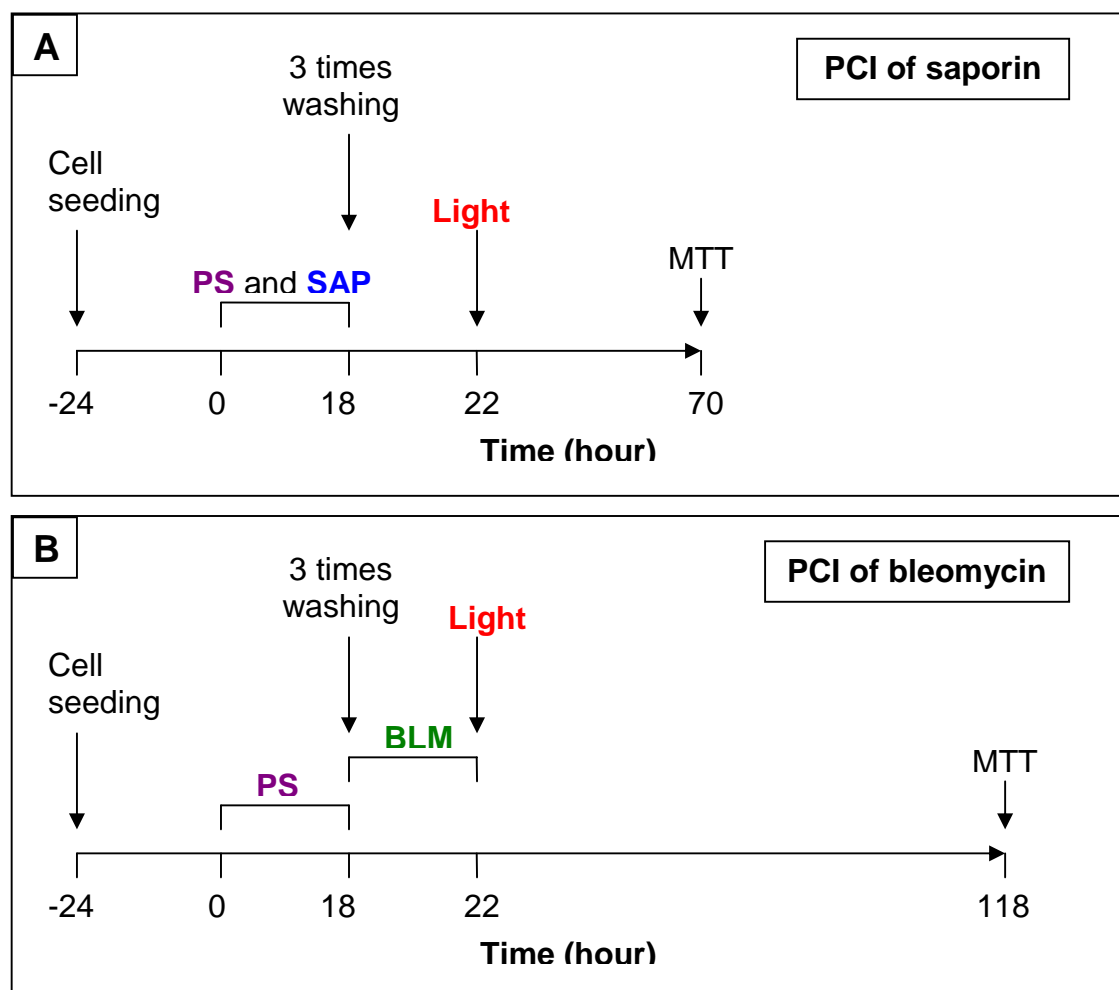 A
PCI of saporin
3 times
washing
Cell
seeding
Light
PS and SAP
MTT
-24
0
18
22
70
Time (hour)
B
PCI of bleomycin
3 times
washing
Light
Cell
seeding
BLM
PS
MTT
-24
0
18
22
118
Time (hour)